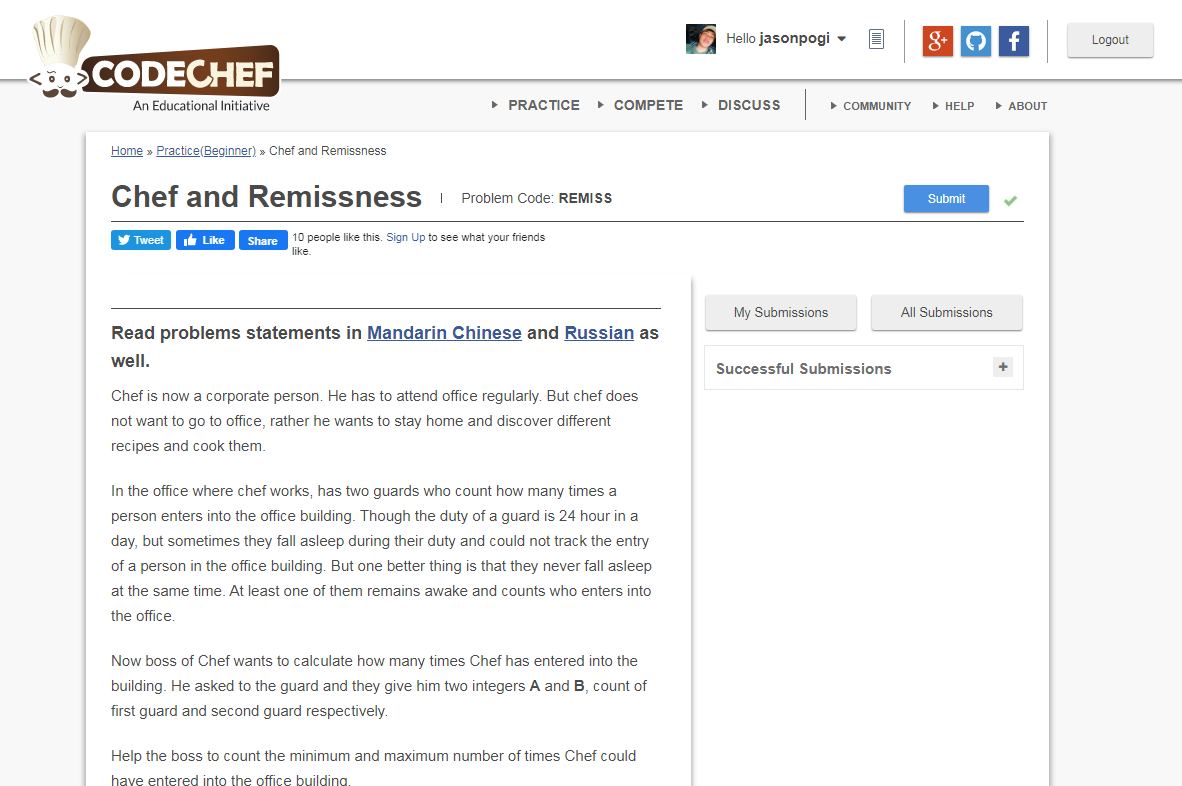 CODECHEF
An Educational Initiative
Hello jasonpogi
g+
f
Logout
PRACTICE
COMPETE
DISCUSS
COMMUNITY
HELP
ABOUT
Home » Practice(Beginner) » Chef and Remissness
Chef and Remissness
Problem Code: REMISS
Submit
Tweet
Like
Share
10 people like this. Sign Up to see what your friends
like.
Read problems statements in Mandarin Chinese and Russian as
well.
Chef is now a corporate person. He has to attend office regularly. But chef does
not want to go to office, rather he wants to stay home and discover different
recipes and cook them.
In the office where chef works, has two guards who count how many times a
person enters into the office building. Though the duty of a guard is 24 hour in a
day, but sometimes they fall asleep during their duty and could not track the entry
of a person in the office building. But one better thing is that they never fall asleep
at the same time. At least one of them remains awake and counts who enters into
the office.
Now boss of Chef wants to calculate how many times Chef has entered into the
building. He asked to the guard and they give him two integers A and B, count of
first guard and second guard respectively.
Help the boss to count the minimum and maximum number of times Chef could
have entered into the office building.
My Submissions
All Submissions
Successful Submissions
+